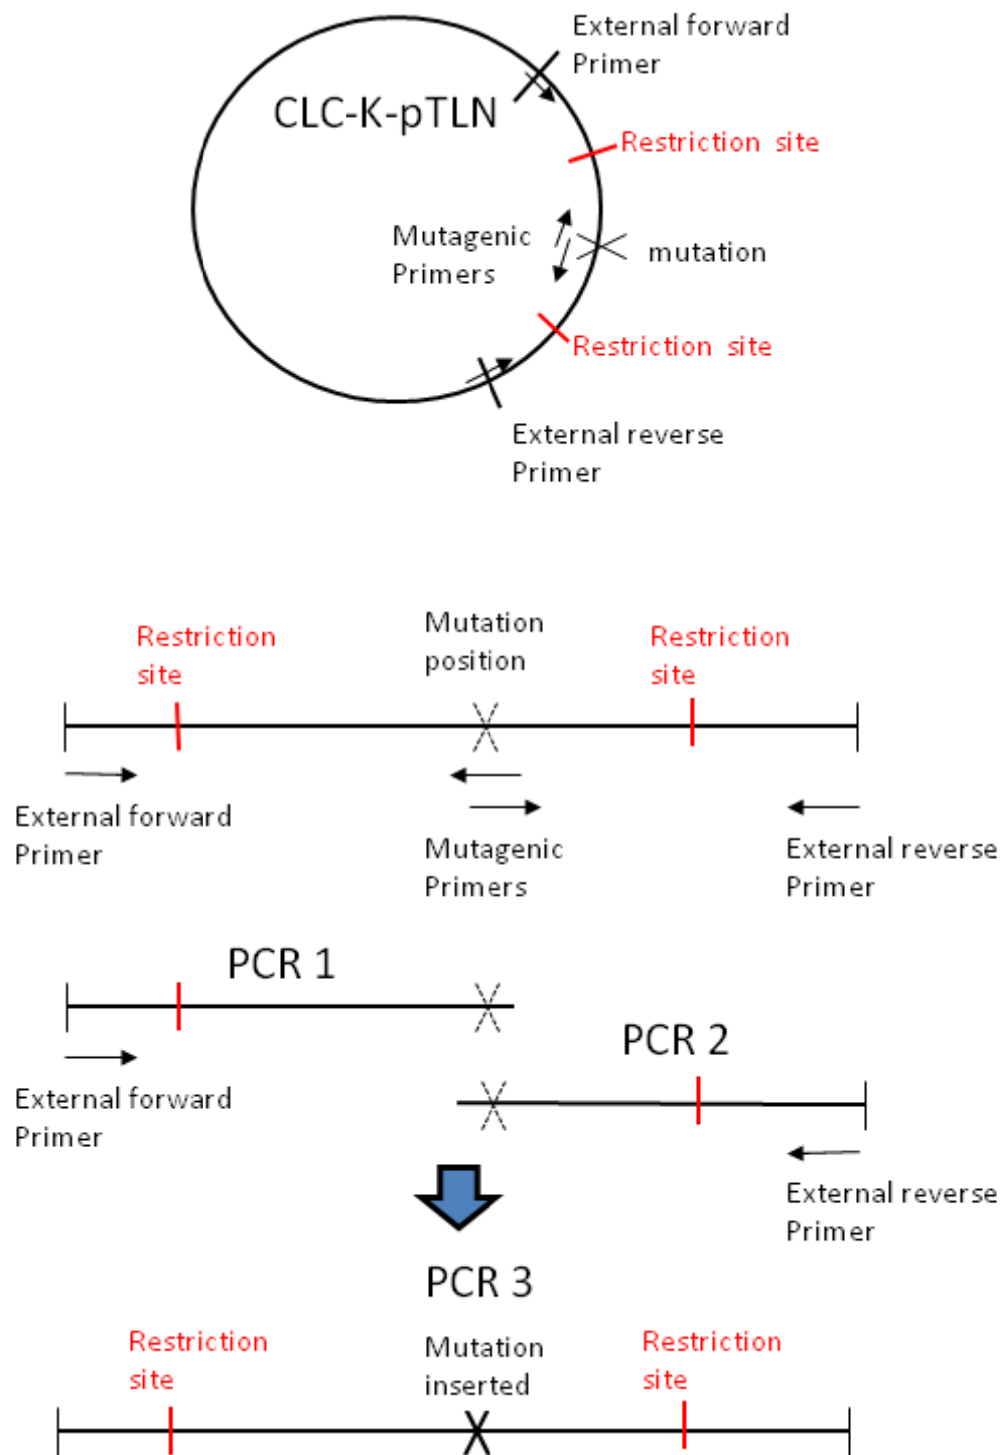 External forward
Primer
CLC-K-pTLN
Restriction site
Mutagenic
Primers
mutation
Restriction site
External reverse
Primer
Restriction
site
Mutation
position
Restriction
site
External forward
Primer
Mutagenic
Primers
External reverse
Primer
PCR 1
PCR 2
External forward
Primer
External reverse
Primer
PCR 3
Restriction
site
Mutation
inserted
Restriction
site